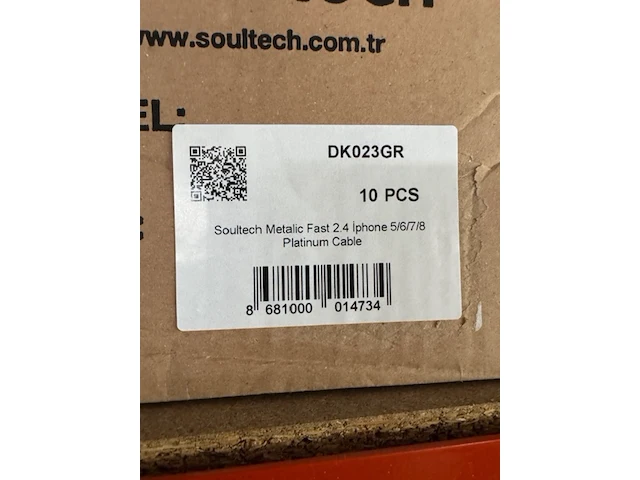 www.soultech.com.tr
EL:
DK023GR
10 PCS
Soultech Metalic Fast 2.4 İphone 5/6/7/8
Platinum Cable
8 681000 014734